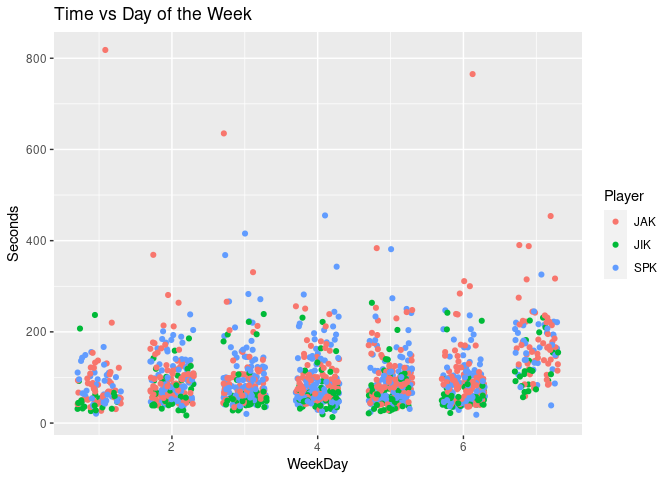 Time vs Day of the Week
800
600
400
200
0
Seconds
2 4 6
WeekDay
Player
JAK
JIK
SPK